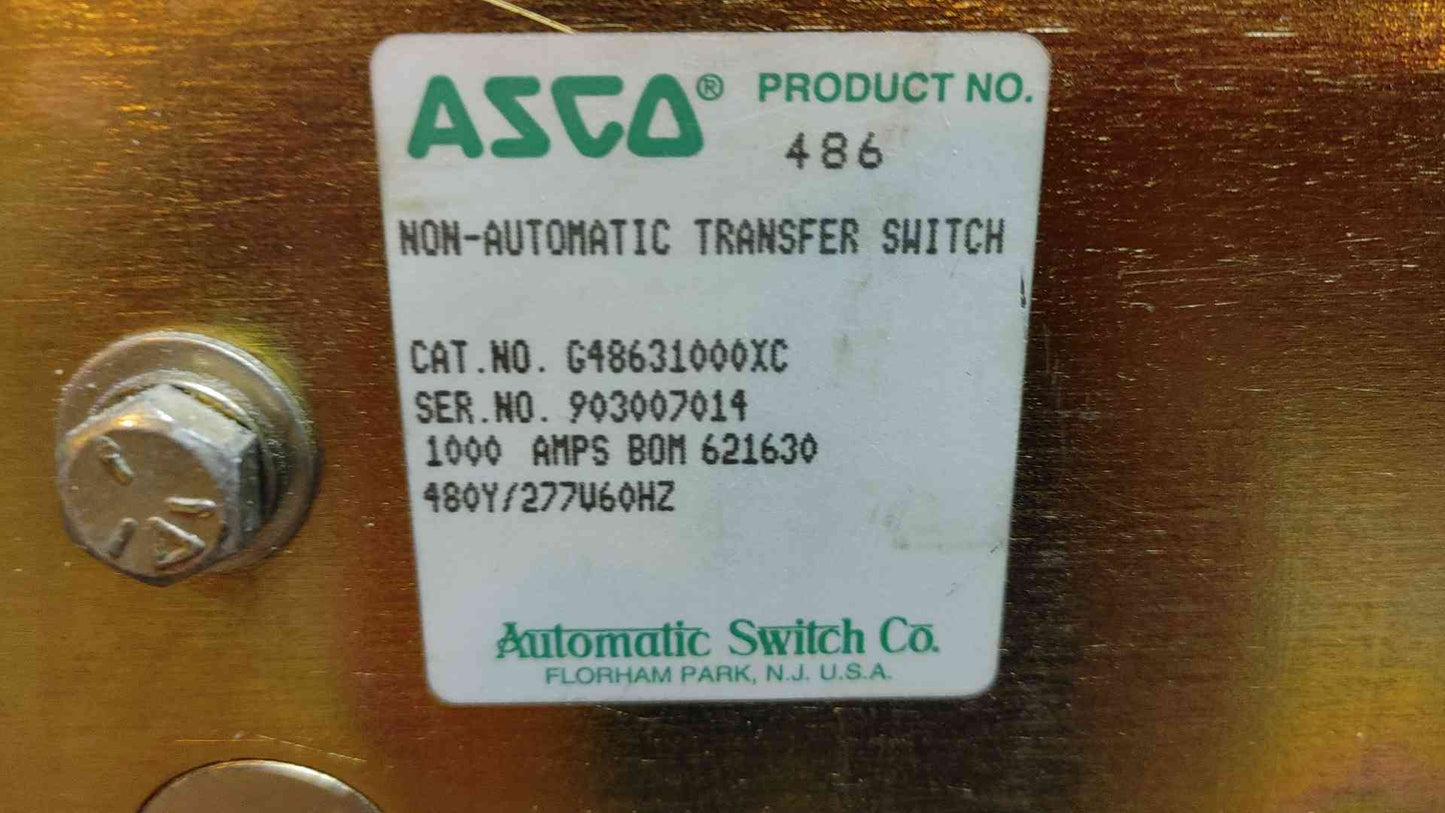 ASCO® PRODUCT NO.
486
NON-AUTOMATIC TRANSFER SWITCH
CAT.NO. G48631000XC
SER.NO. 903007014
1000 AMPS BOM 621630
480Y/277V60HZ
Automatic Switch Co.
FLORHAM PARK, N.J. U.S.A.